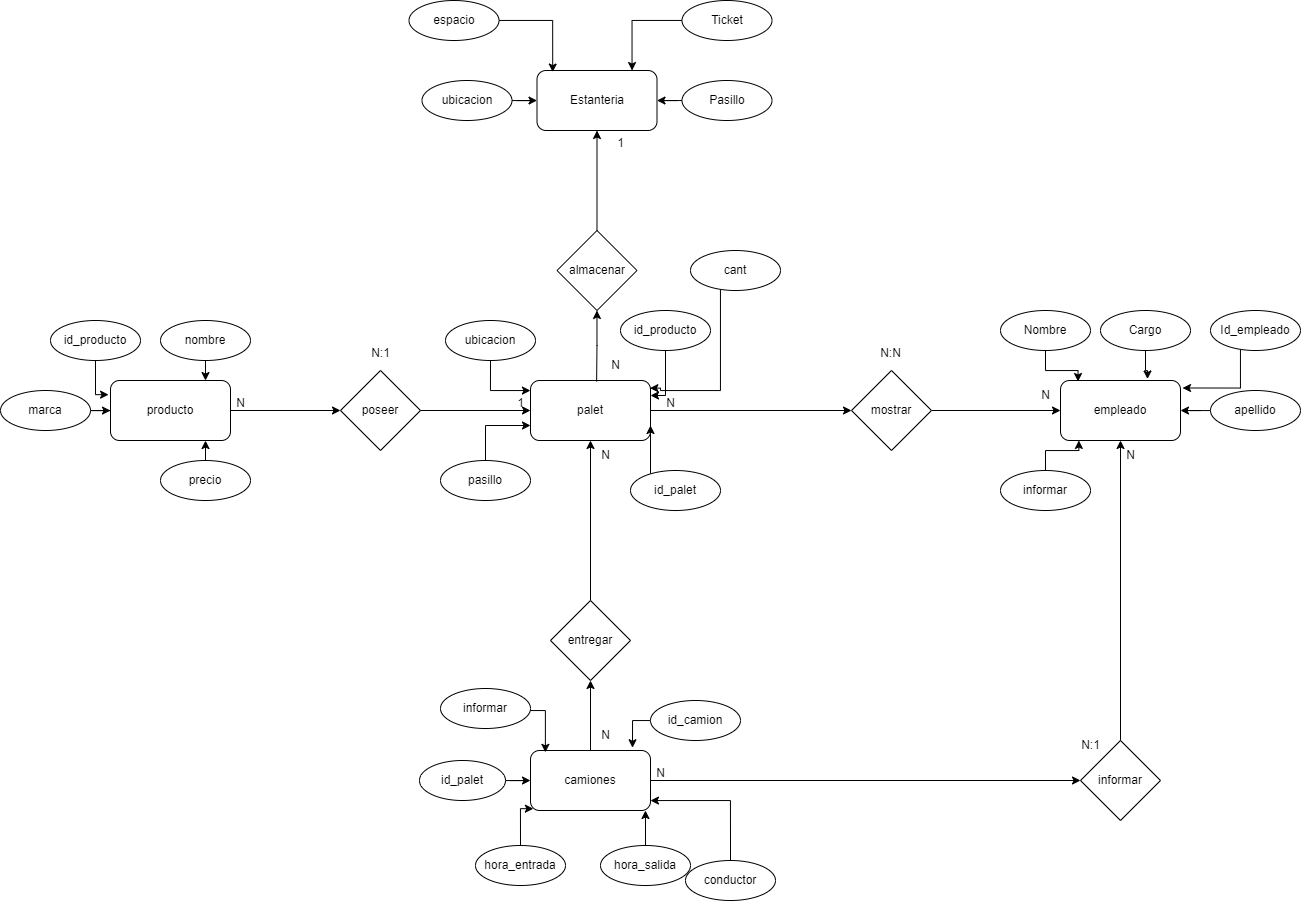 espacio
Ticket
ubicacion
Estanteria
Pasillo
1
almacenar
cant
id_producto
nombre
ubicacion
id_producto
Nombre
Cargo
Id_empleado
N:1
N
N:N
marca
producto
N
poseer
1
palet
N
mostrar
N
empleado
apellido
precio
pasillo
N
id_palet
informar
N
entregar
informar
id_camion
N
N:1
id_palet
camiones
N
informar
hora_entrada
hora_salida
conductor